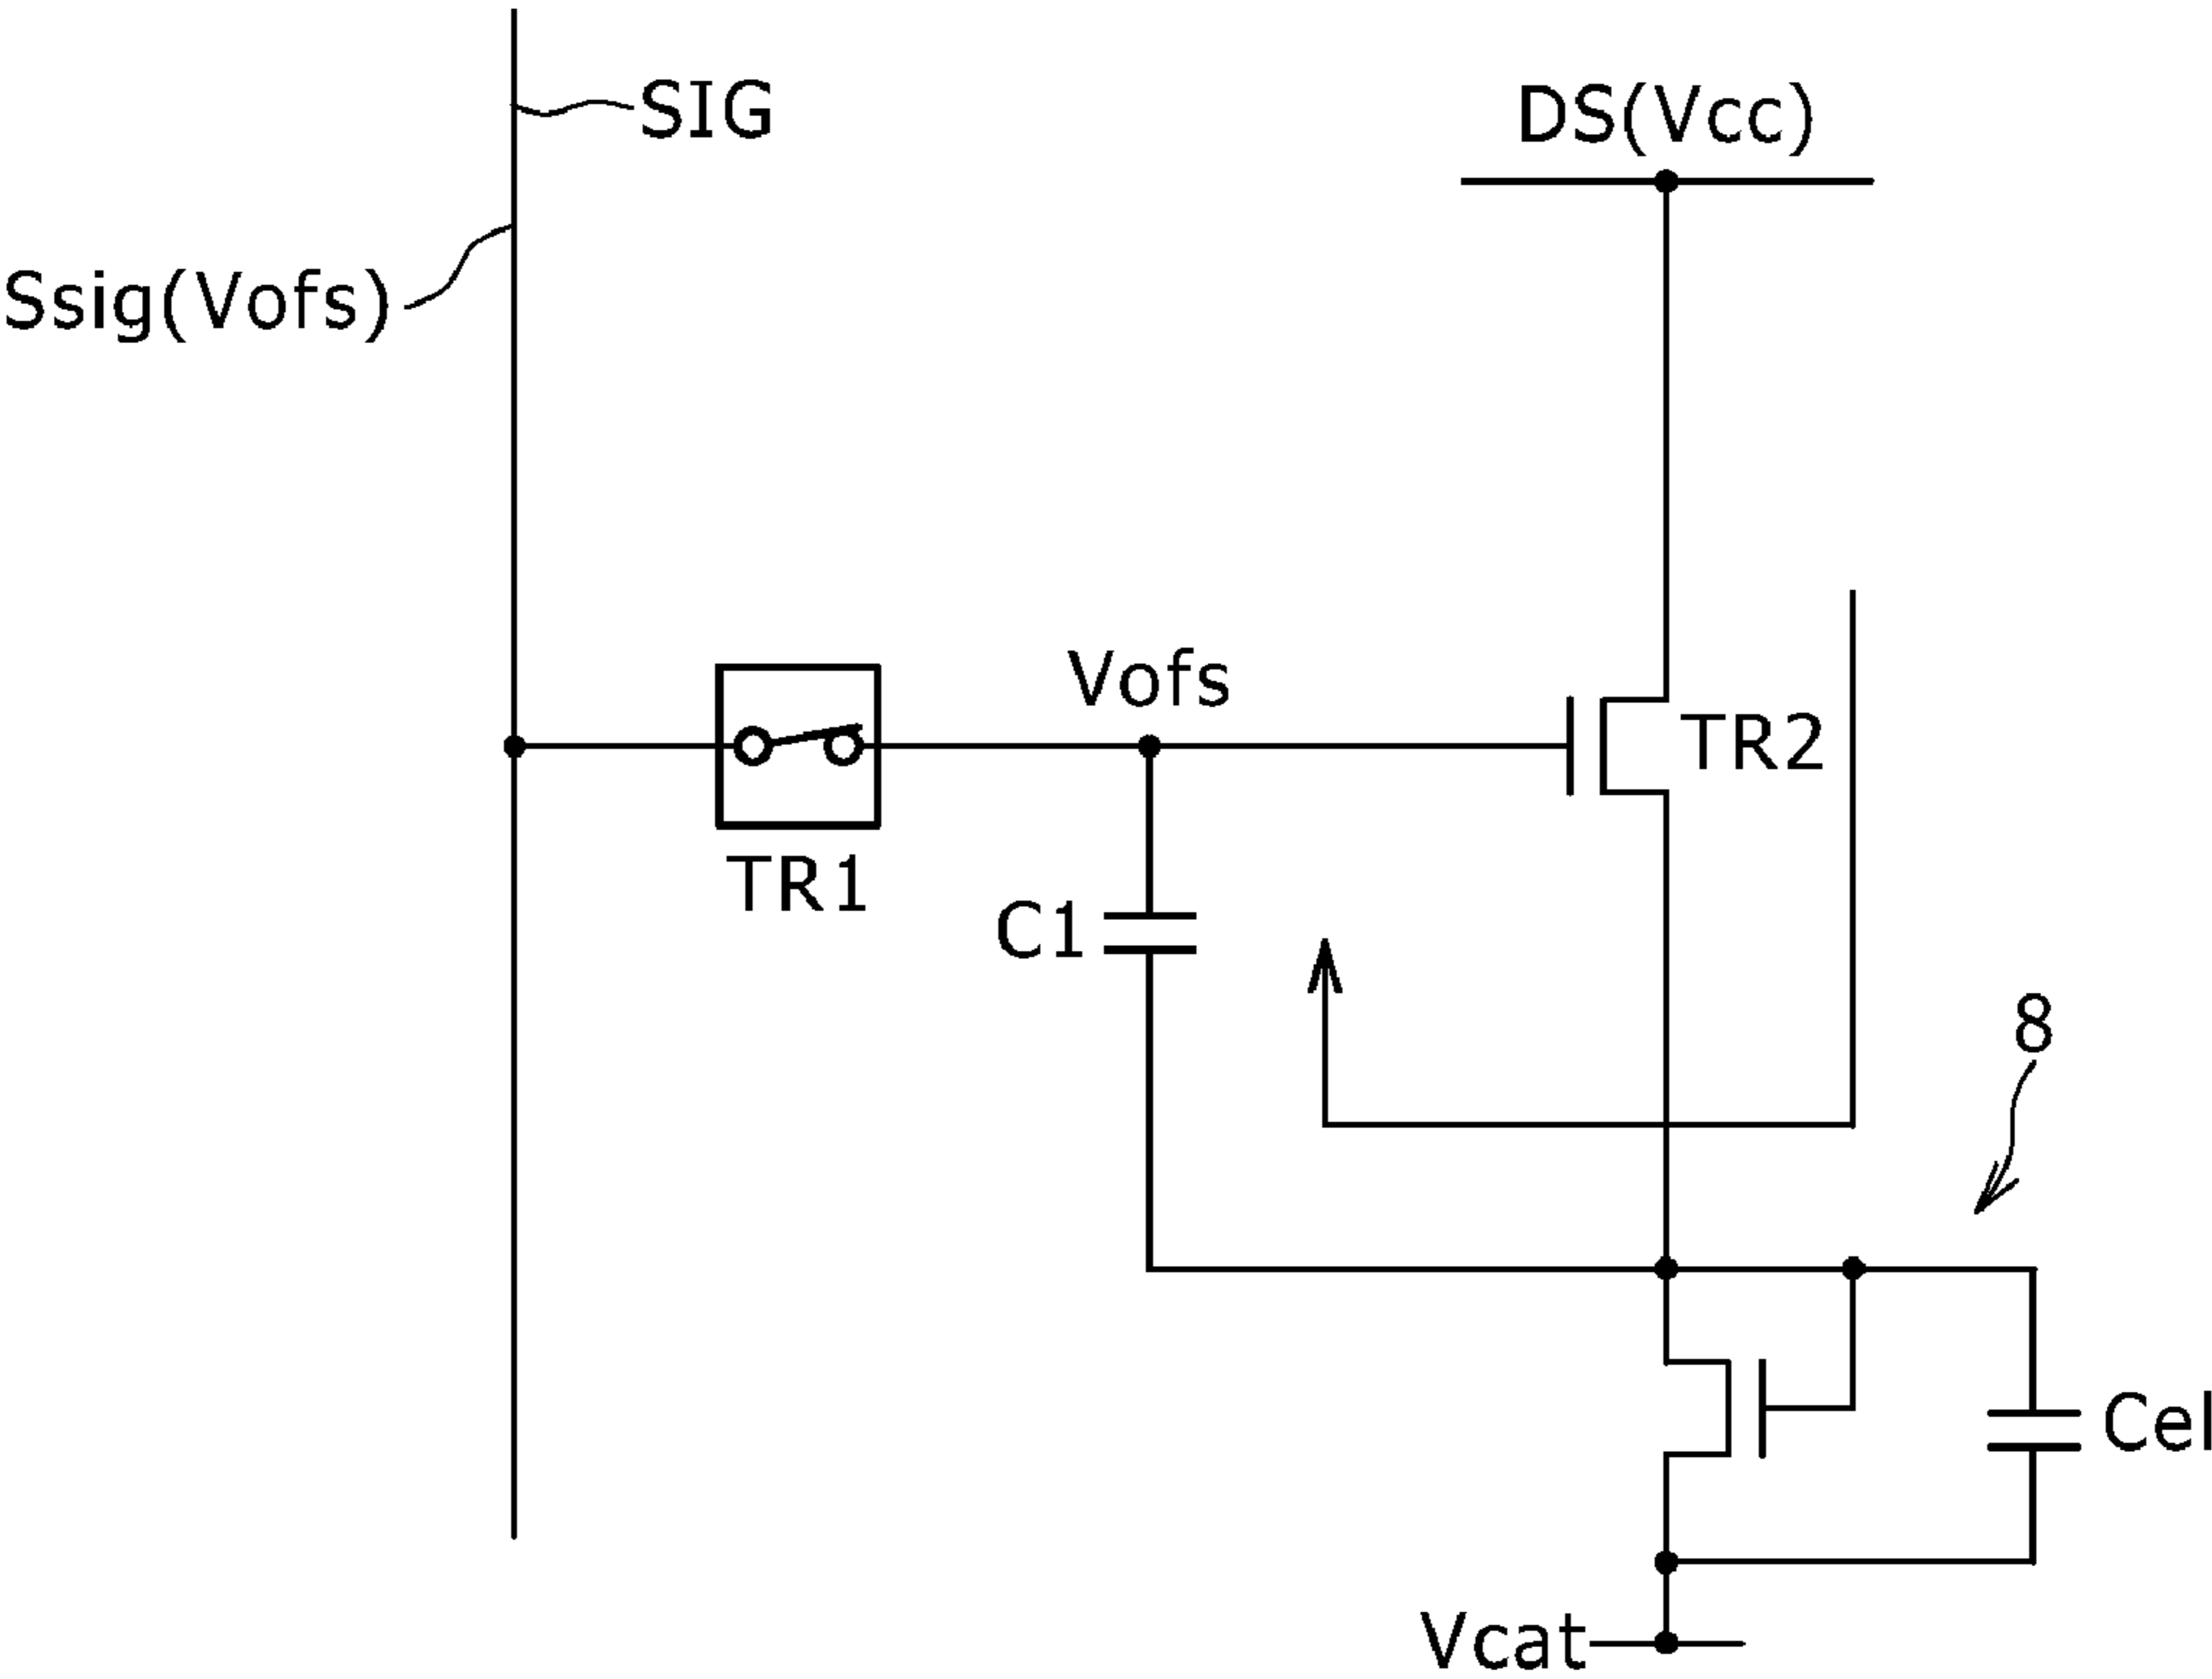 SIG
DS(Vcc)
Ssig(Vofs)
Vofs
TR2
TR1
C1
8
Cel
Vcat